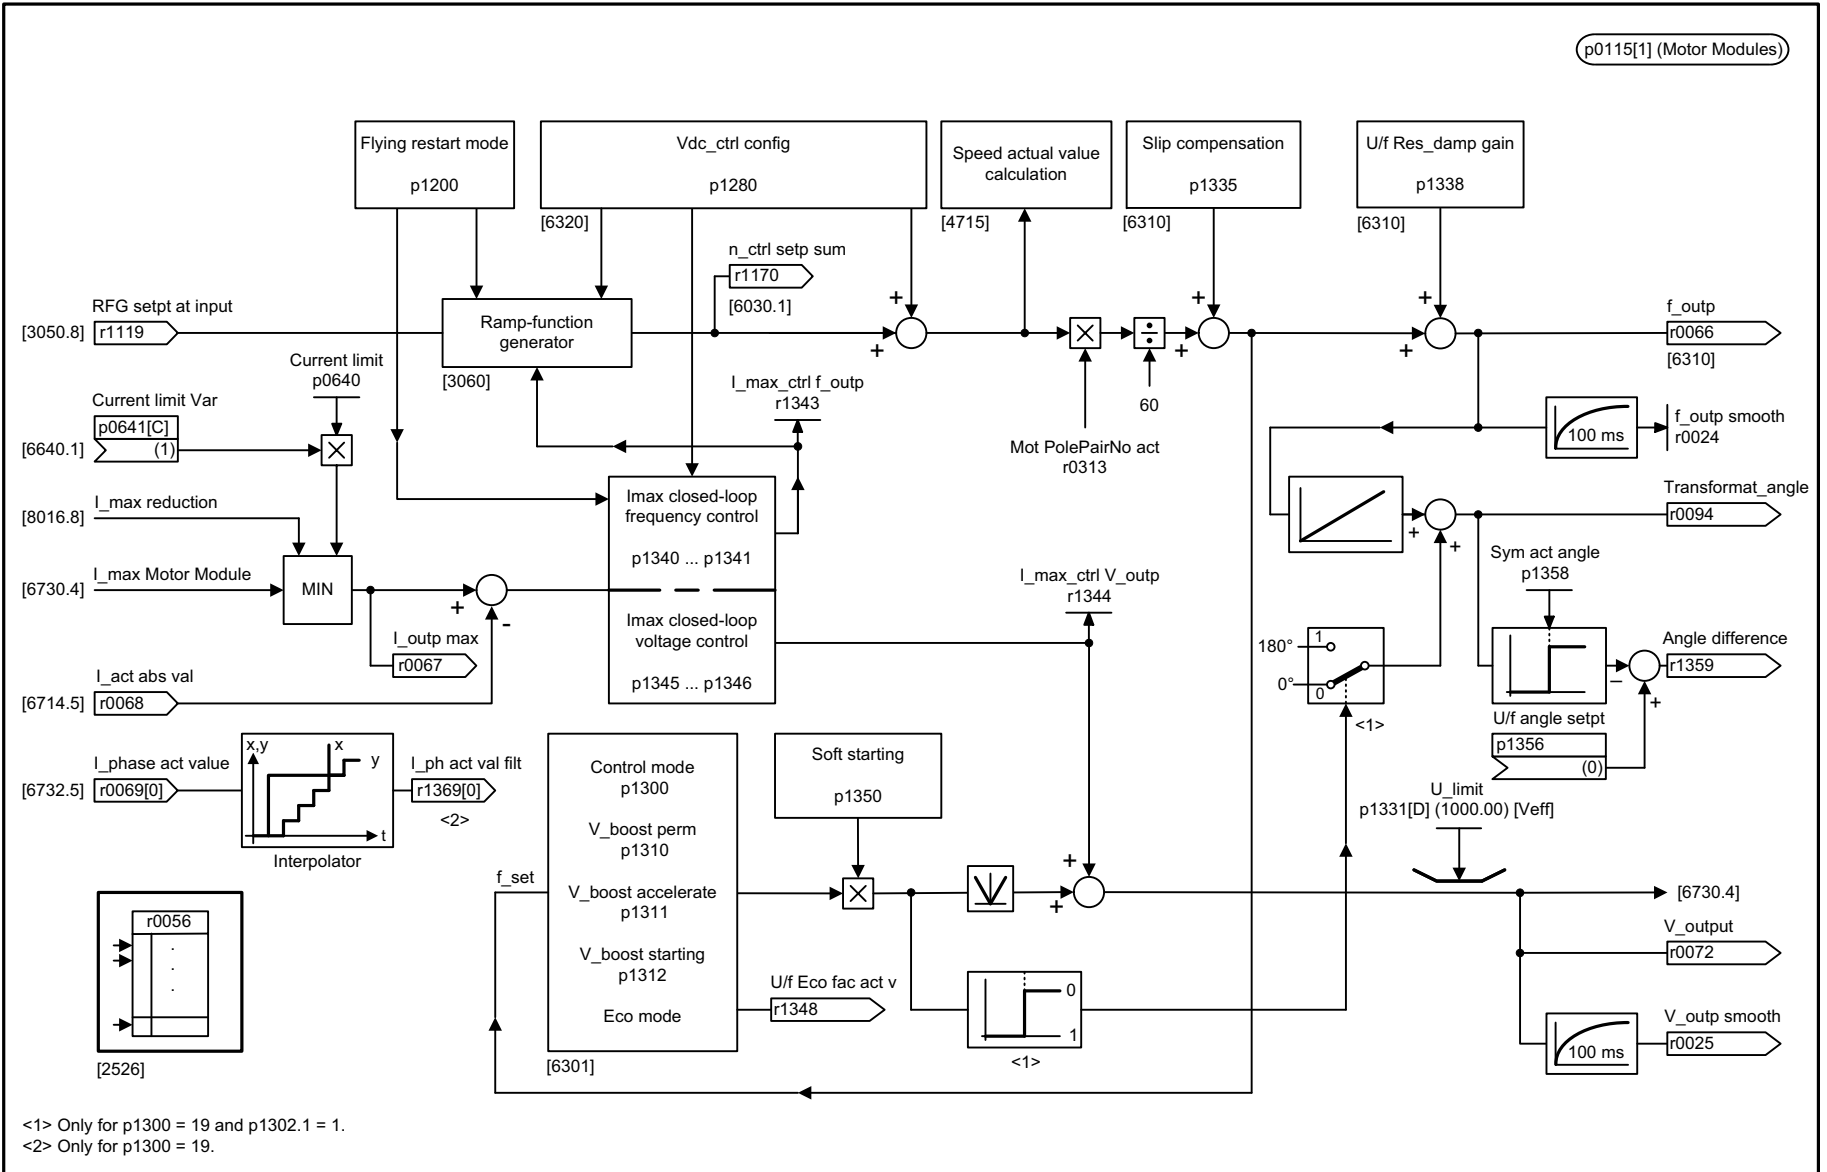 p0115[1] (Motor Modules)
Flying restart mode
p1200
Vdc_ctrl config
p1280
Speed actual value
calculation
Slip compensation
p1335
U/f Res_damp gain
p1338
[6320]
[4715]
[6310]
[6310]
n_ctrl setp sum
r1170
[6030.1]
RFG setpt at input
[3050.8]
r1119
Ramp-function
generator
[3060]
+
+
+
+
+
+
f_outp
r0066
[6310]
60
Mot PolePairNo act
r0313
Current limit
p0640
Current limit Var
p0641[C]
(1)
[6640.1]
I_max_ctrl f_outp
r1343
100 ms
f_outp smooth
r0024
I_max reduction
[8016.8]
I_max Motor Module
[6730.4]
MIN
+
-
I_outp max
r0067
I_act abs val
[6714.5]
r0068
Imax closed-loop
frequency control
p1340 ... p1341
Imax closed-loop
voltage control
p1345 ... p1346
I_max_ctrl V_outp
r1344
Transformat_angle
r0094
+
+
Sym act angle
p1358
180°
1
0°
0
<1>
Angle difference
r1359
–
+
U/f angle setpt
p1356
(0)
I_phase act value
[6732.5]
r0069[0]
x,y
x
y
t
Interpolator
I_ph act val filt
r1369[0]
<2>
Control mode
p1300
V_boost perm
p1310
V_boost accelerate
p1311
V_boost starting
p1312
Eco mode
[6301]
f_set
Soft starting
p1350
U/f Eco fac act v
r1348
+
+
0
1
<1>
U_limit
p1331[D] (1000.00) [Veff]
[6730.4]
V_output
r0072
100 ms
V_outp smooth
r0025
r0056
.
.
.
[2526]
<1> Only for p1300 = 19 and p1302.1 = 1.
<2> Only for p1300 = 19.